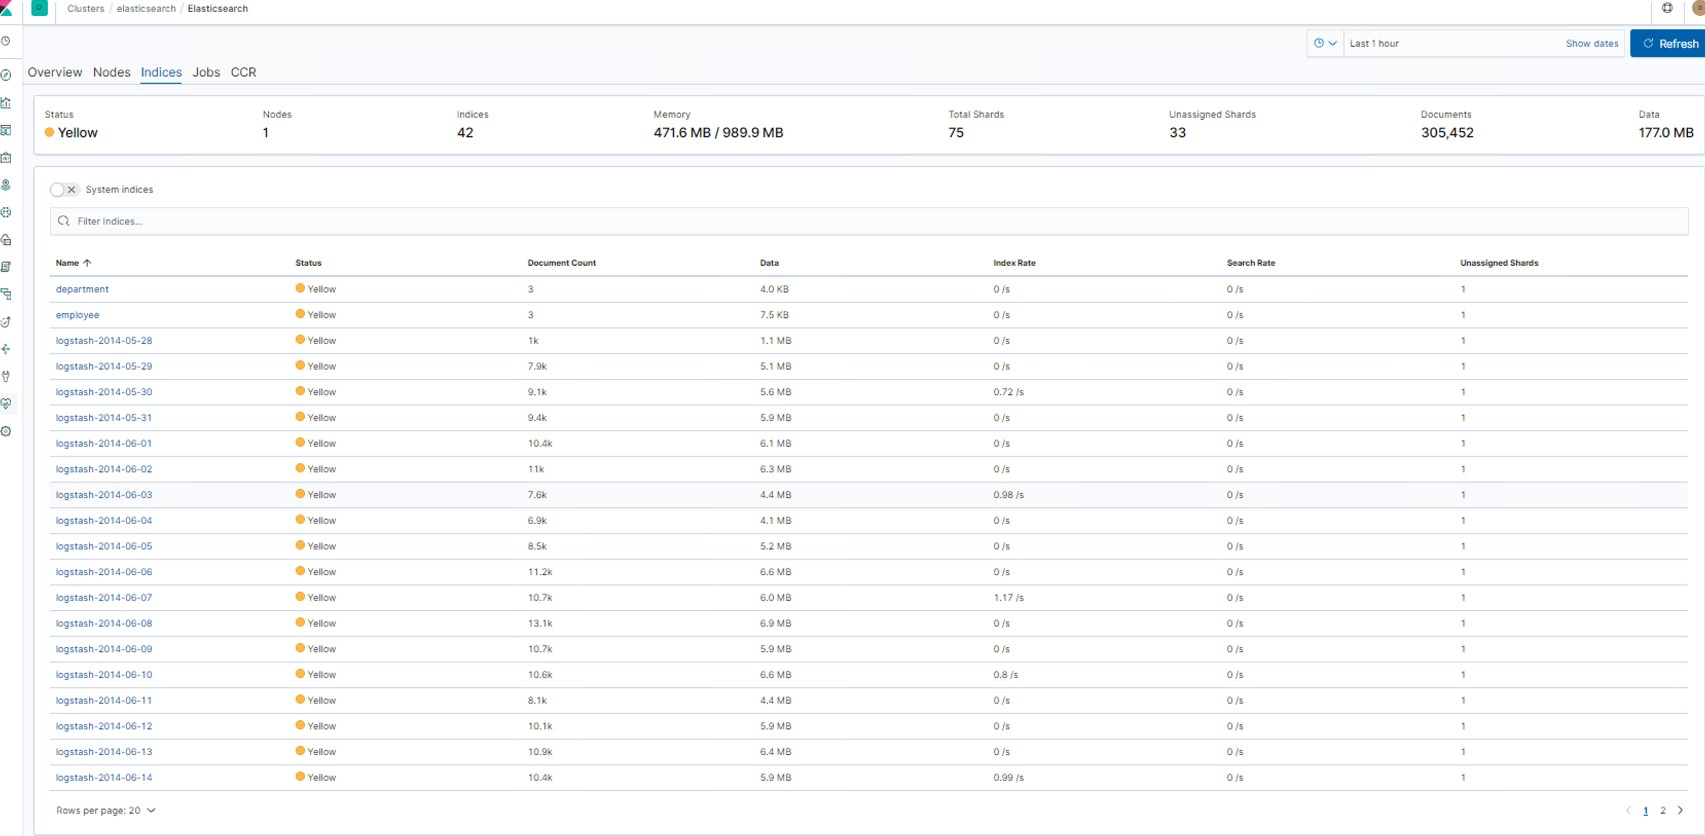 Clusters / elasticsearch / Elasticsearch
Last 1 hour Show dates Refresh
Overview Nodes Indices Jobs CCR
Status Nodes Indices Memory Total Shards Unassigned Shards Documents Data
Yellow 1 42 471.6 MB / 989.9 MB 75 33 305,452 177.0 MB
System indices
Filter Indices...
Name Status Document Count Data Index Rate Search Rate Unassigned Shards
department Yellow 3 4.0 KB 0 /s 0 /s 1
employee Yellow 3 7.5 KB 0 /s 0 /s 1
logstash-2014-05-28 Yellow 1k 1.1 MB 0 /s 0 /s 1
logstash-2014-05-29 Yellow 7.9k 5.1 MB 0 /s 0 /s 1
logstash-2014-05-30 Yellow 9.1k 5.6 MB 0.72 /s 0 /s 1
logstash-2014-05-31 Yellow 9.4k 5.9 MB 0 /s 0 /s 1
logstash-2014-06-01 Yellow 10.4k 6.1 MB 0 /s 0 /s 1
logstash-2014-06-02 Yellow 11k 6.3 MB 0 /s 0 /s 1
logstash-2014-06-03 Yellow 7.6k 4.4 MB 0.98 /s 0 /s 1
logstash-2014-06-04 Yellow 6.9k 4.1 MB 0 /s 0 /s 1
logstash-2014-06-05 Yellow 8.5k 5.2 MB 0 /s 0 /s 1
logstash-2014-06-06 Yellow 11.2k 6.6 MB 0 /s 0 /s 1
logstash-2014-06-07 Yellow 10.7k 6.0 MB 1.17 /s 0 /s 1
logstash-2014-06-08 Yellow 13.1k 6.9 MB 0 /s 0 /s 1
logstash-2014-06-09 Yellow 10.7k 5.9 MB 0 /s 0 /s 1
logstash-2014-06-10 Yellow 10.6k 6.6 MB 0.8 /s 0 /s 1
logstash-2014-06-11 Yellow 8.1k 4.4 MB 0 /s 0 /s 1
logstash-2014-06-12 Yellow 10.1k 5.9 MB 0 /s 0 /s 1
logstash-2014-06-13 Yellow 10.9k 6.4 MB 0 /s 0 /s 1
logstash-2014-06-14 Yellow 10.4k 5.9 MB 0.99 /s 0 /s 1
Rows per page: 20 1 2